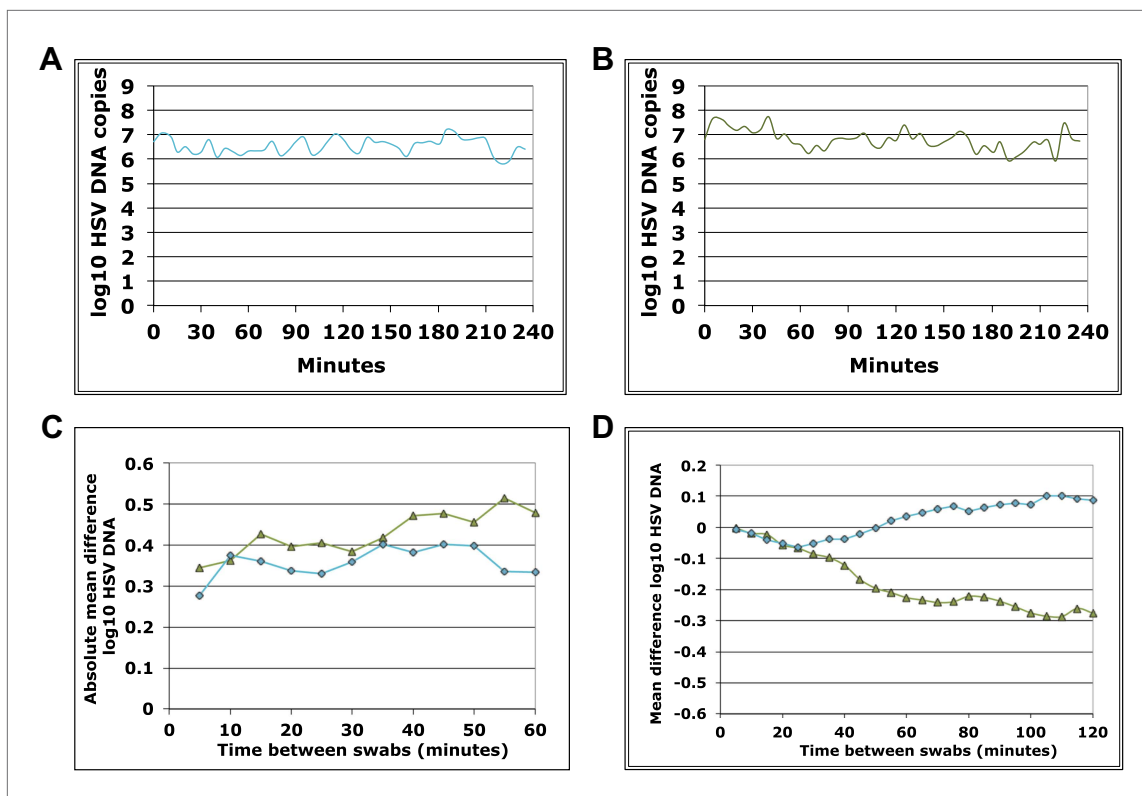 A
log10 HSV DNA copies
9
8
7
6
5
4
3
2
1
0
0 30 60 90 120 150 180 210 240
Minutes
B
log10 HSV DNA copies
9
8
7
6
5
4
3
2
1
0
0 30 60 90 120 150 180 210 240
Minutes
C
Absolute mean difference
log10 HSV DNA
0.6
0.5
0.4
0.3
0.2
0.1
0
0 10 20 30 40 50 60
Time between swabs (minutes)
D
Mean difference log10 HSV DNA
0.2
0.1
0
-0.1
-0.2
-0.3
-0.4
-0.5
-0.6
0 20 40 60 80 100 120
Time between swabs (minutes)